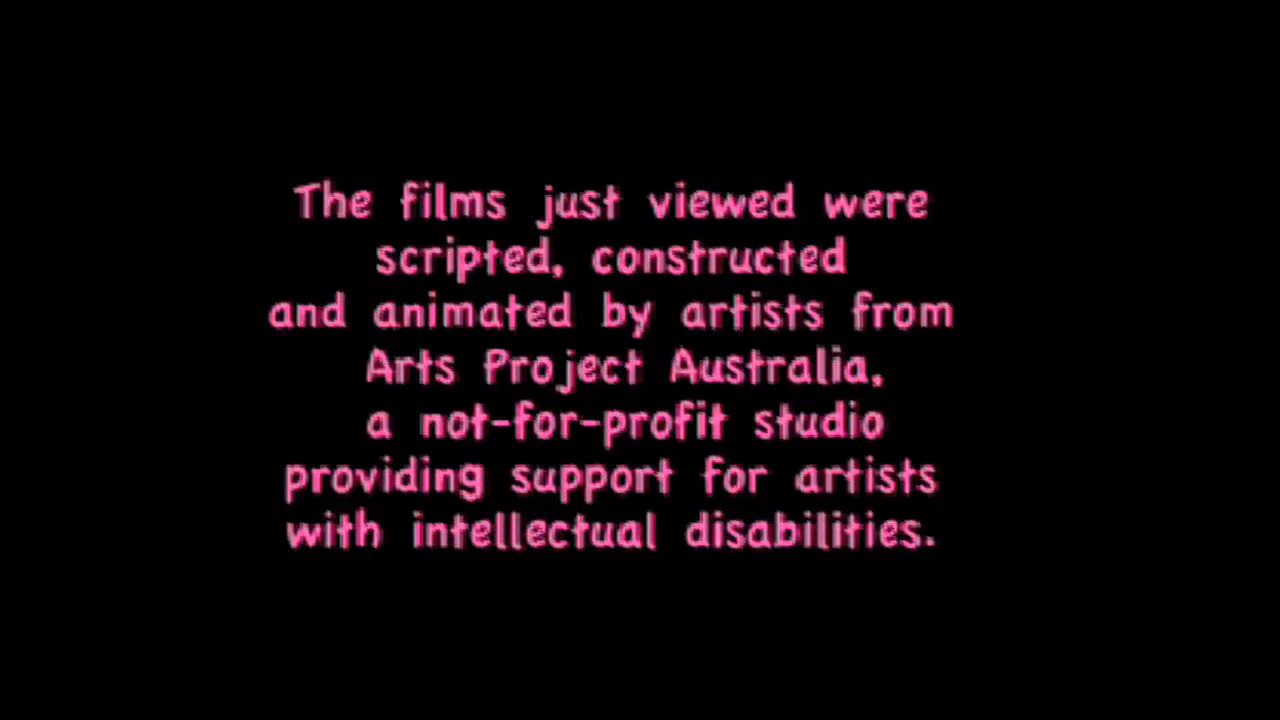 The films just viewed were
scripted, constructed
and animated by artists from
Arts Project Australia,
a not-for-profit studio
providing support for artists
with intellectual disabilities.